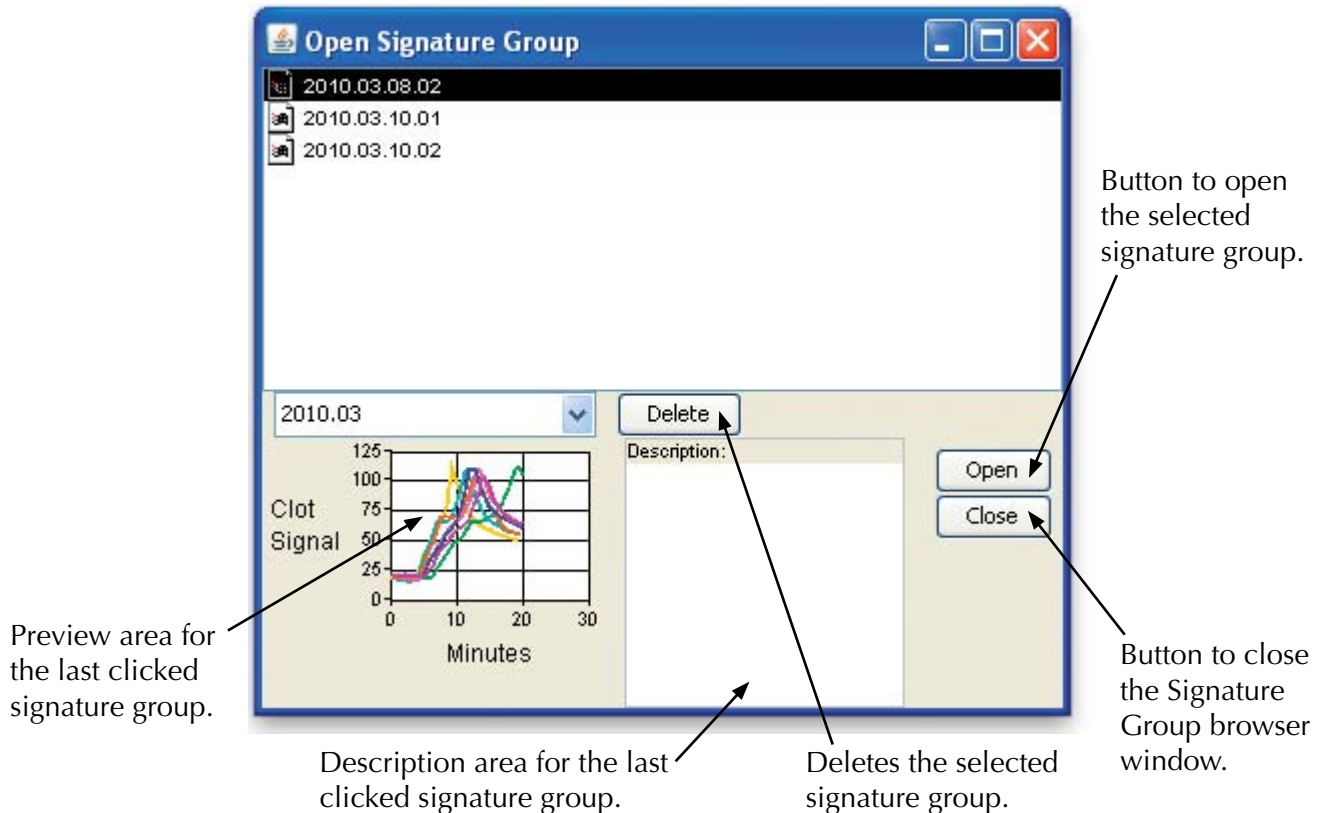 Open Signature Group
2010.03.08.02
2010.03.10.01
2010.03.10.02
Button to open
the selected
signature group.
2010.03
Delete
Description:
Open
Close
125
100
75
50
25
0
Clot
Signal
0 10 20 30
Minutes
Preview area for
the last clicked
signature group.
Button to close
the Signature
Group browser
window.
Description area for the last
clicked signature group.
Deletes the selected
signature group.